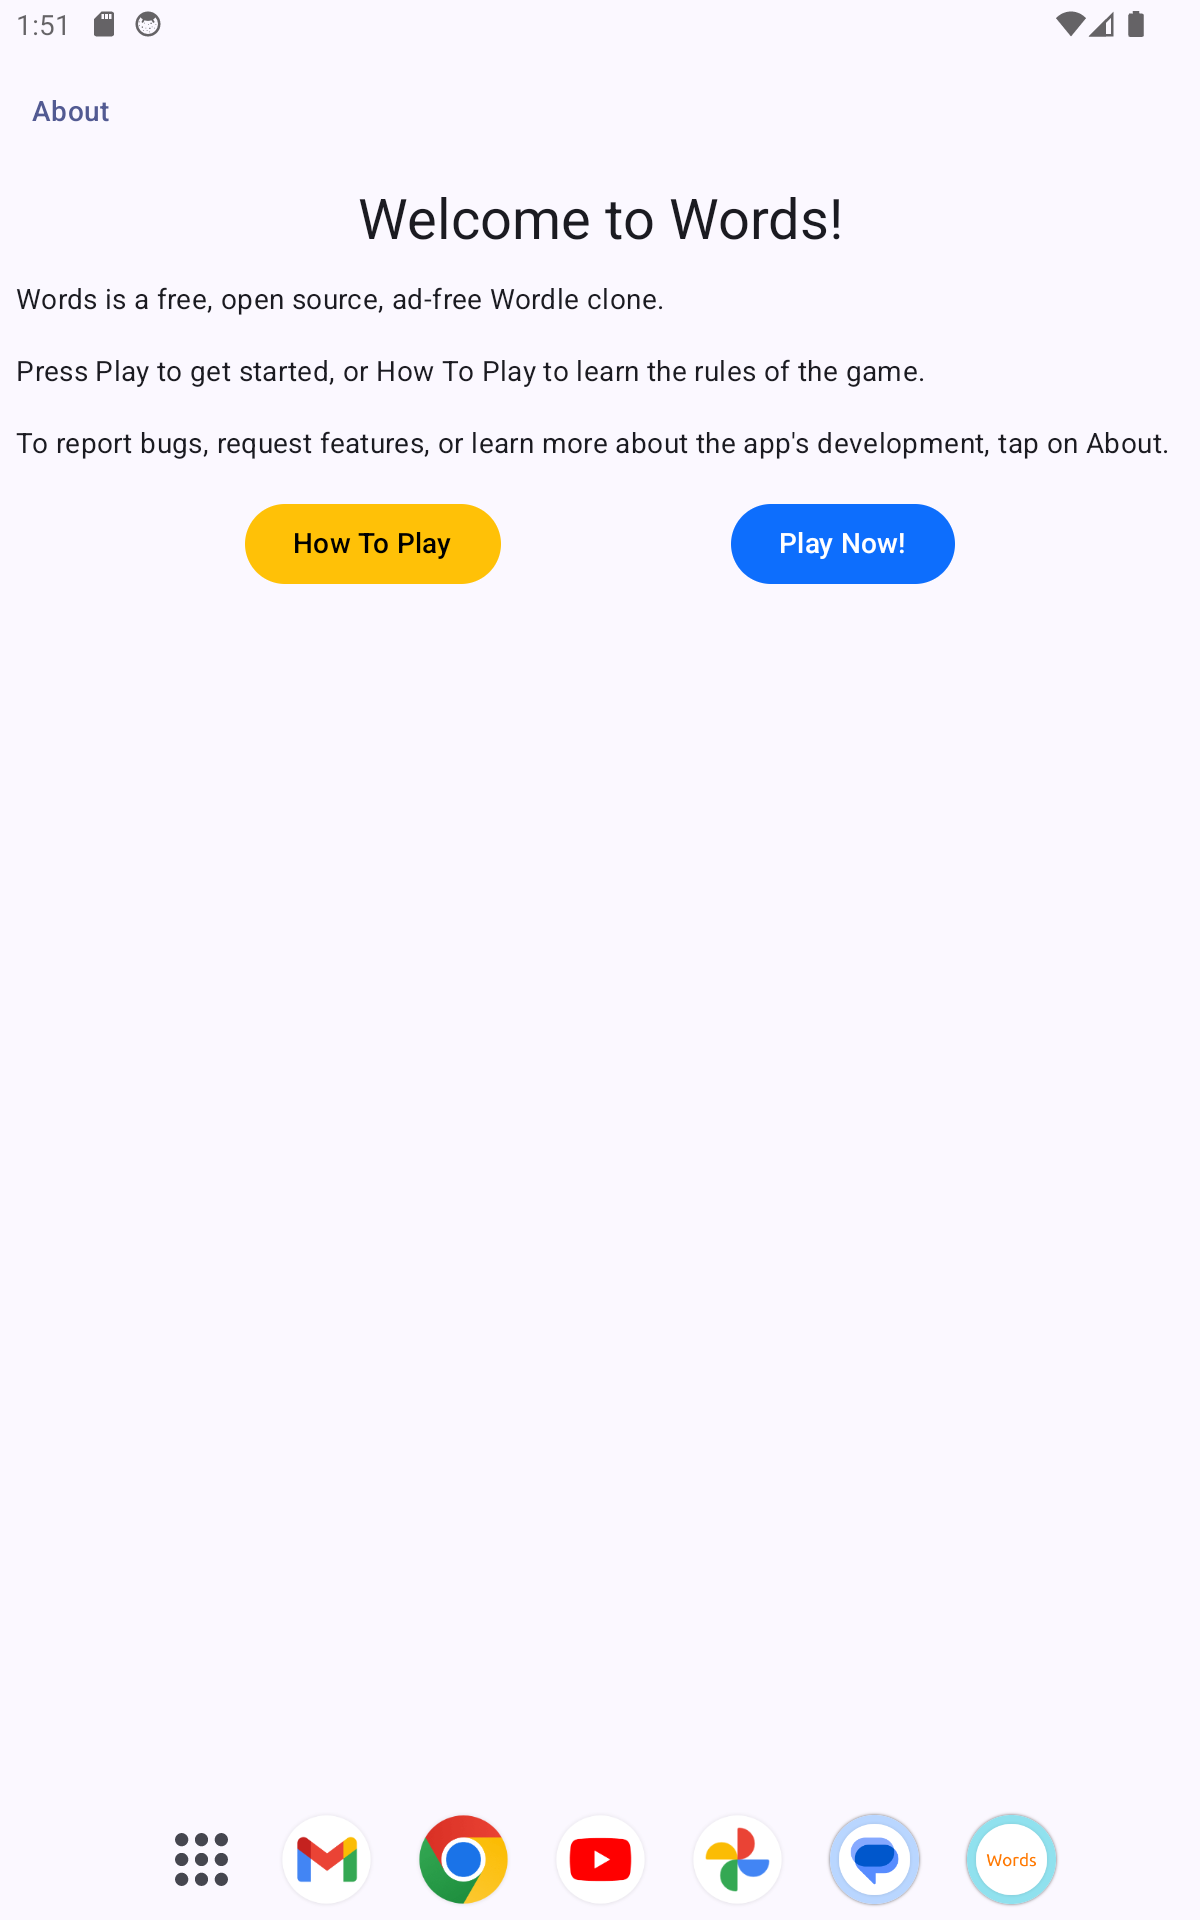 1:51
About
Welcome to Words!
Words is a free, open source, ad-free Wordle clone.
Press Play to get started, or How To Play to learn the rules of the game.
To report bugs, request features, or learn more about the app's development, tap on About.
How To Play
Play Now!
Words